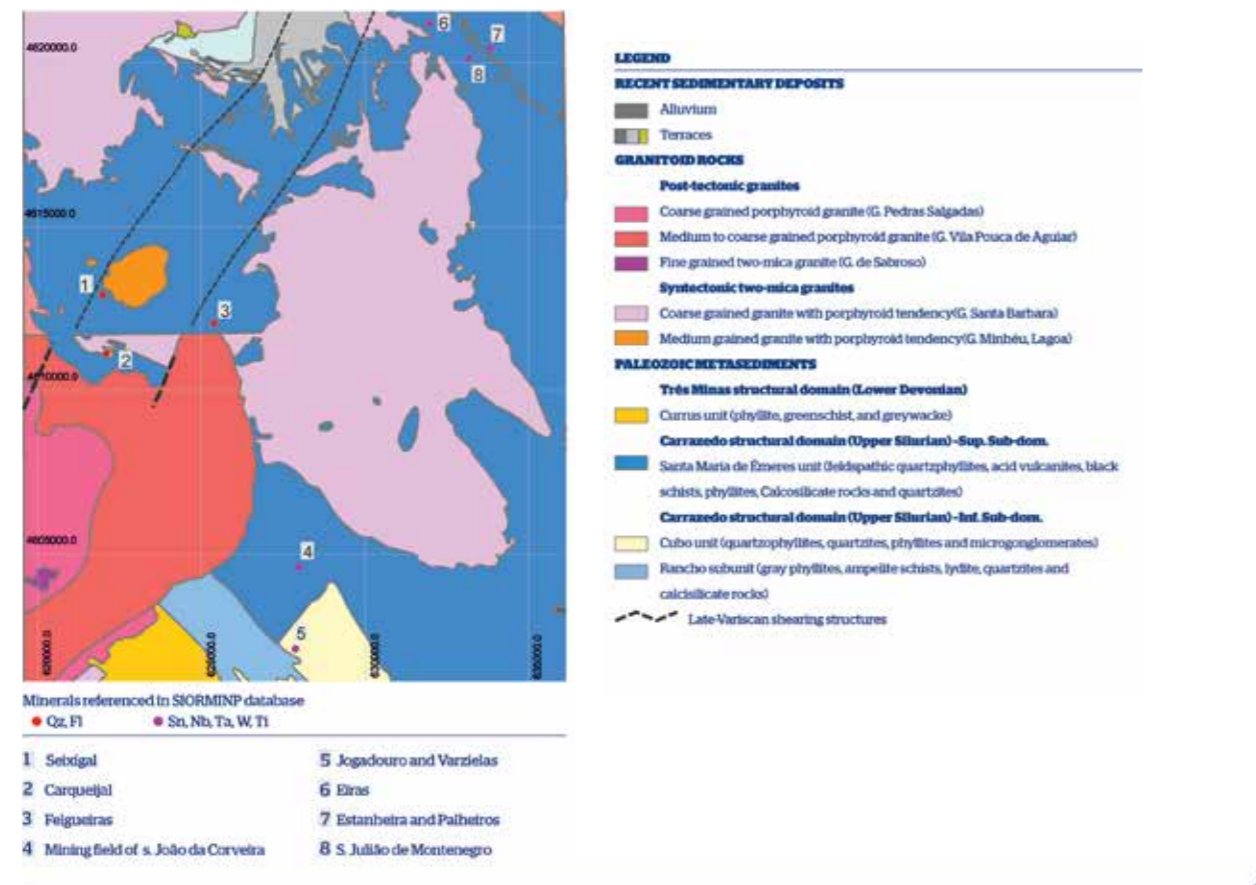 4620000.0
4615000.0
4610000.0
4605000.0
620000.0
625000.0
630000.0
635000.0
1
2
3
4
5
6
7
8
Minerals referenced in SIORMINP database
Qz, Fl
Sn, Nb, Ta, W, Ti
1 Seixigal
2 Carqueijal
3 Felgueiras
4 Mining field of s. João da Corveira
5 Jogadouro and Varzielas
6 Eiras
7 Estanheira and Palheiros
8 S. Julião de Montenegro
LEGEND
RECENT SEDIMENTARY DEPOSITS
Alluvium
Terraces
GRANITOID ROCKS
Post-tectonic granites
Coarse grained porphyroid granite (G. Pedras Salgadas)
Medium to coarse grained porphyroid granite (G. Vila Pouca de Aguiar)
Fine grained two-mica granite (G. de Sabroso)
Syntectonic two-mica granites
Coarse grained granite with porphyroid tendency(G. Santa Barbara)
Medium grained granite with porphyroid tendency(G. Minhéu, Lagoa)
PALEOZOIC METASEDIMENTS
Três Minas structural domain (Lower Devonian)
Currus unit (phyllite, greenschist, and greywacke)
Carrazedo structural domain (Upper Silurian) - Sup. Sub-dom.
Santa Maria de Émeres unit (feldspathic quartzphyllites, acid vulcanites, black
schists, phyllites, Calcosilicate rocks and quartzites)
Carrazedo structural domain (Upper Silurian) - Inf. Sub-dom.
Cubo unit (quartzophyllites, quartzites, phyllites and microgonglomerates)
Rancho subunit (gray phyllites, ampelite schists, lydite, quartzites and
calcisilicate rocks)
Late-Variscan shearing structures